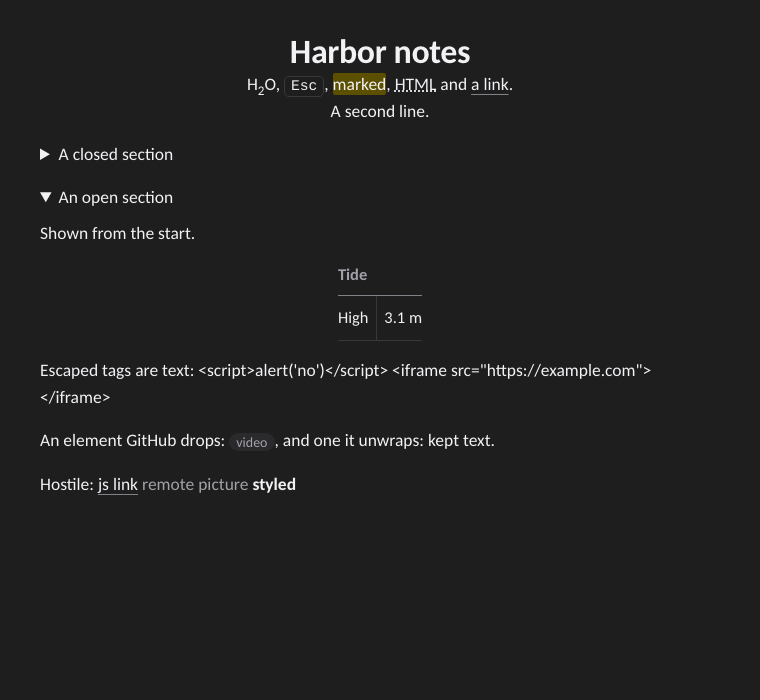 Harbor notes
H₂O, Esc, marked, HTML and a link.
A second line.
A closed section
An open section
Shown from the start.
Tide
High 3.1 m
Escaped tags are text: <script>alert('no')</script> <iframe src="https://example.com">
</iframe>
An element GitHub drops: video, and one it unwraps: kept text.
Hostile: js link remote picture styled